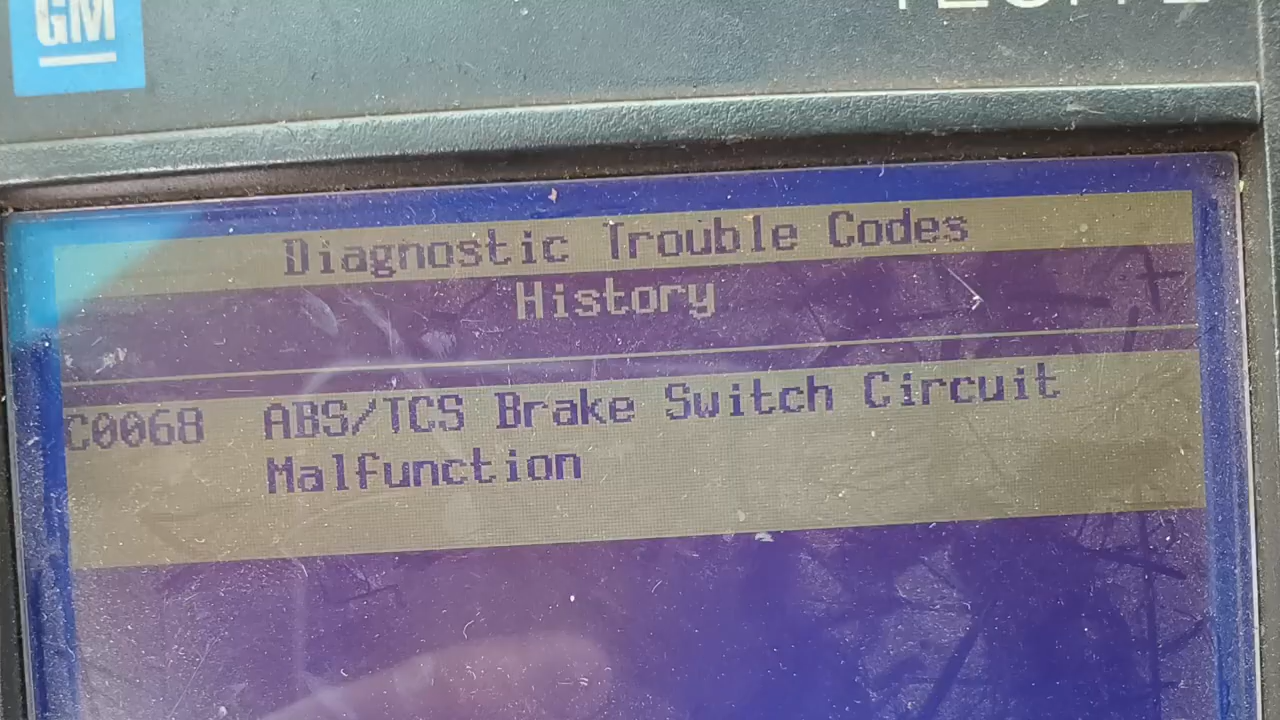 GM
Diagnostic Trouble Codes
History
C0068 ABS/TCS Brake Switch Circuit
Malfunction